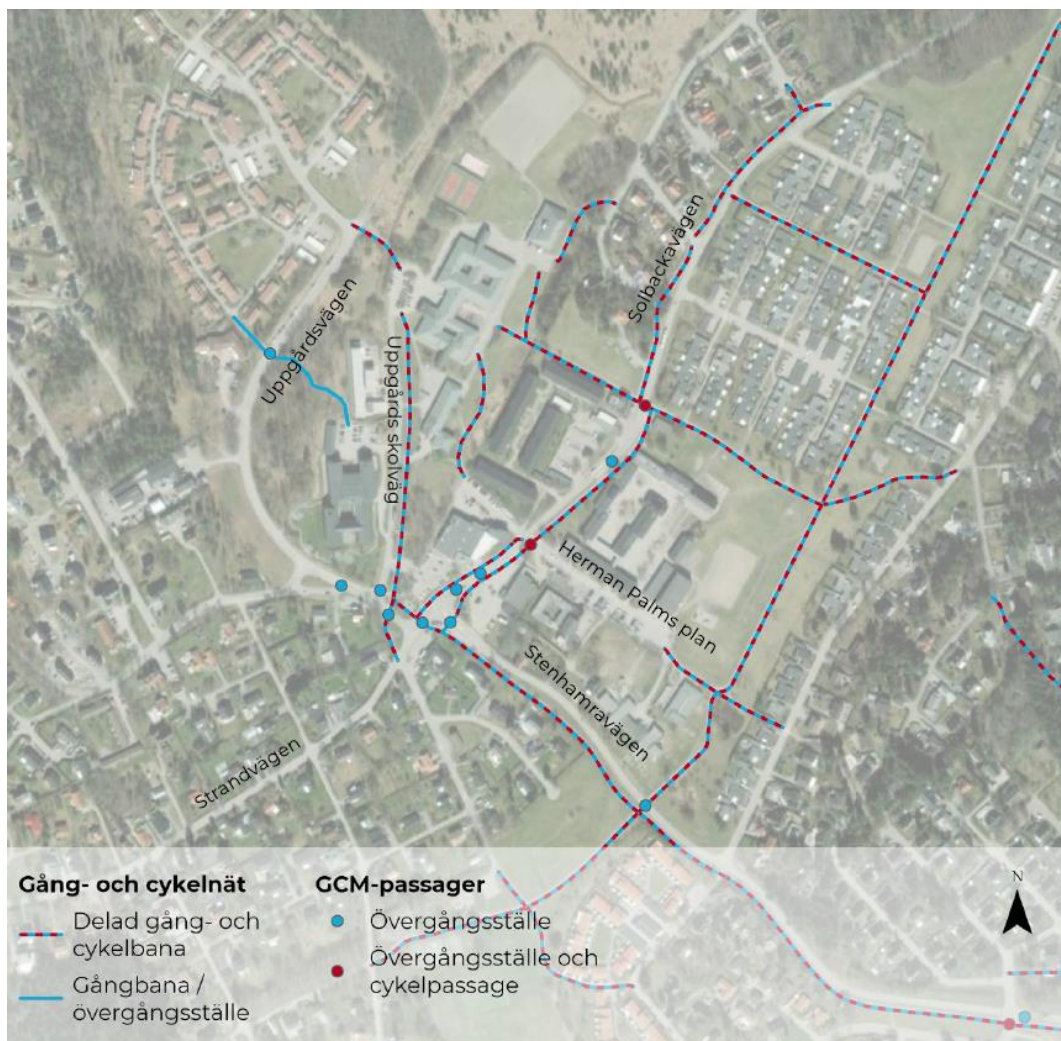 Solbackavägen
Uppgårdsvägen
Uppgårds skolväg
Herman Palms plan
Stenhamravägen
Strandvägen
Gång- och cykelnät
Delad gång- och
cykelbana
Gångbana /
övergångsställe
GCM-passager
Övergångsställe
Övergångsställe och
cykelpassage
N